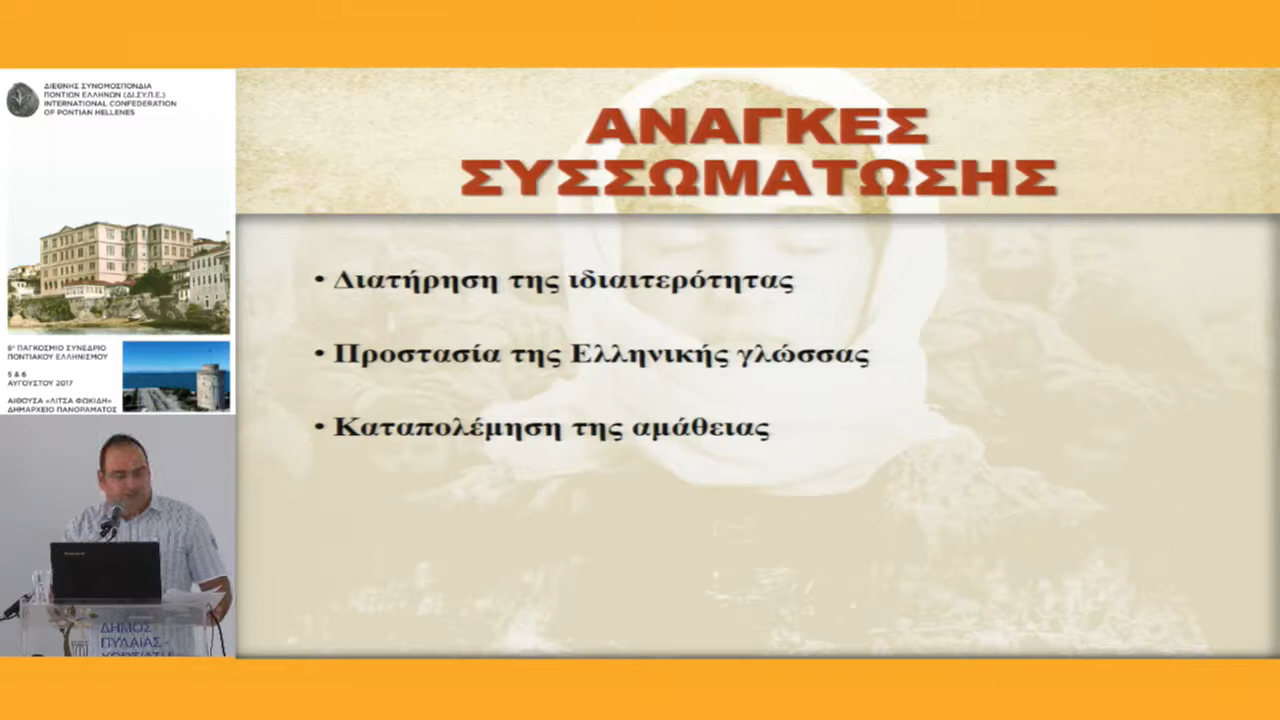 ΔΙΕΘΝΗΣ ΣΥΝΟΜΟΣΠΟΝΔΙΑ
ΠΟΝΤΙΩΝ ΕΛΛΗΝΩΝ (ΔΙ.ΣΥ.Π.Ε.)
INTERNATIONAL CONFEDERATION
OF PONTIAN HELLENES
8ο ΠΑΓΚΟΣΜΙΟ ΣΥΝΕΔΡΙΟ
ΠΟΝΤΙΑΚΟΥ ΕΛΛΗΝΙΣΜΟΥ
5 & 6
ΑΥΓΟΥΣΤΟΥ 2017
ΑΙΘΟΥΣΑ «ΛΙΤΣΑ ΦΩΚΙΔΗ»
ΔΗΜΑΡΧΕΙΟ ΠΑΝΟΡΑΜΑΤΟΣ
ΑΝΑΓΚΕΣ
ΣΥΣΣΩΜΑΤΩΣΗΣ
• Διατήρηση της ιδιαιτερότητας
• Προστασία της Ελληνικής γλώσσας
• Καταπολέμηση της αμάθειας
ΔΗΜΟΣ
ΠΥΛΑΙΑΣ -
ΧΟΡΤΙΑΤΗ